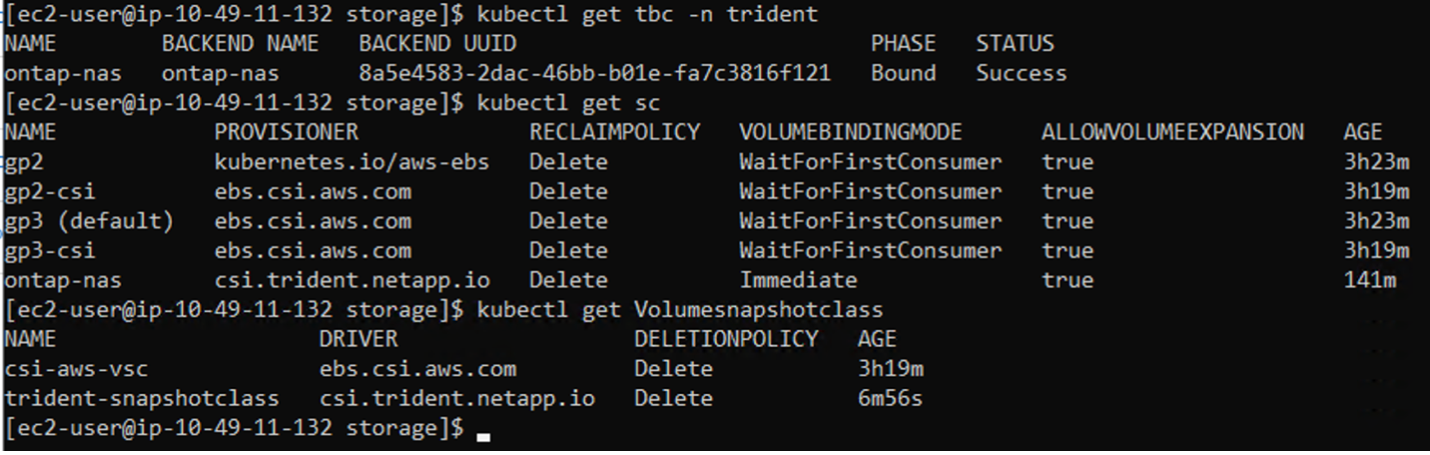 [ec2-user@ip-10-49-11-132 storage]$ kubectl get tbc -n trident
NAME BACKEND NAME BACKEND UUID PHASE STATUS
ontap-nas ontap-nas 8a5e4583-2dac-46bb-b01e-fa7c3816f121 Bound Success
[ec2-user@ip-10-49-11-132 storage]$ kubectl get sc
NAME PROVISIONER RECLAIMPOLICY VOLUMEBINDINGMODE ALLOWVOLUMEEXPANSION AGE
gp2 kubernetes.io/aws-ebs Delete WaitForFirstConsumer true 3h23m
gp2-csi ebs.csi.aws.com Delete WaitForFirstConsumer true 3h19m
gp3 (default) ebs.csi.aws.com Delete WaitForFirstConsumer true 3h23m
gp3-csi ebs.csi.aws.com Delete WaitForFirstConsumer true 3h19m
ontap-nas csi.trident.netapp.io Delete Immediate true 141m
[ec2-user@ip-10-49-11-132 storage]$ kubectl get Volumesnapshotclass
NAME DRIVER DELETIONPOLICY AGE
csi-aws-vsc ebs.csi.aws.com Delete 3h19m
trident-snapshotclass csi.trident.netapp.io Delete 6m56s
[ec2-user@ip-10-49-11-132 storage]$